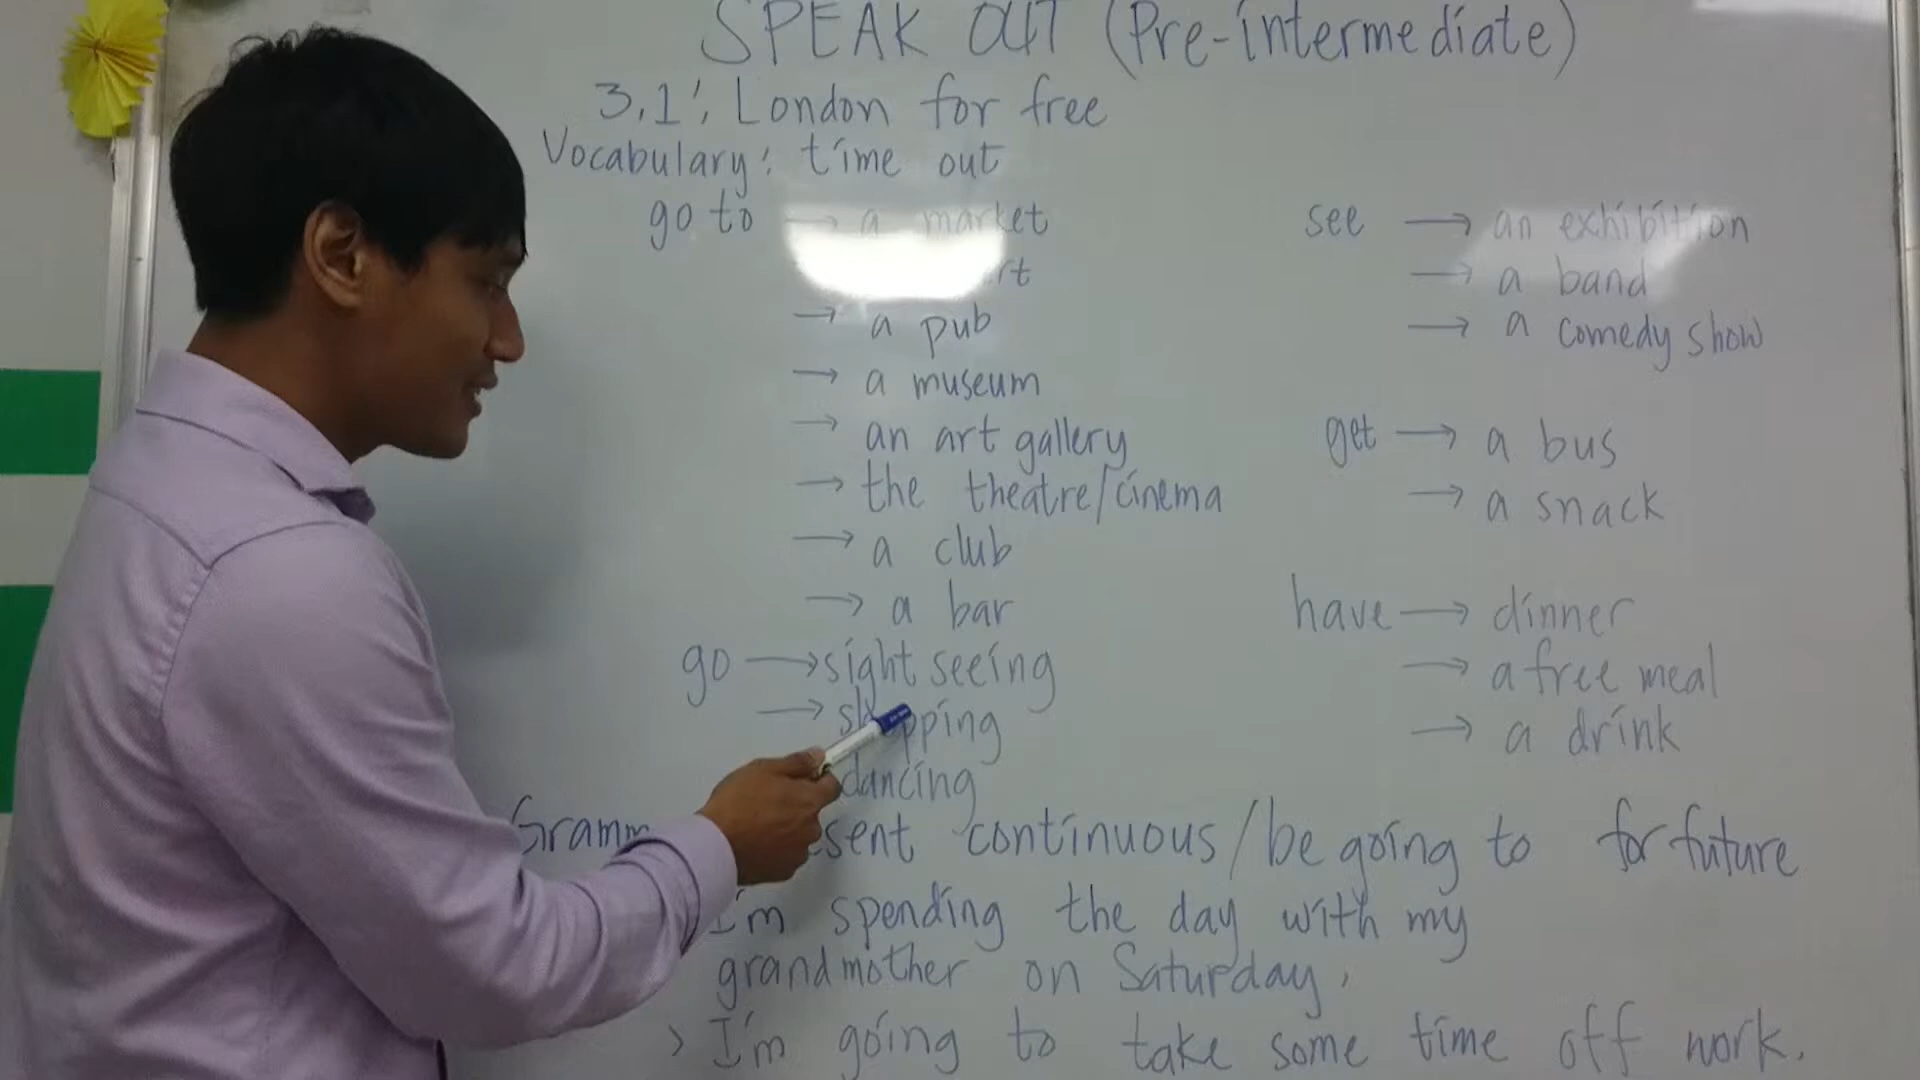 SPEAK OUT (Pre-intermediate)
3.1: London for free
Vocabulary: time out
go to → a market
→ a pub
→ a museum
→ an art gallery
→ the theatre/cinema
→ a club
→ a bar
go → sight seeing
→ shopping
dancing
see → an exhibition
→ a band
→ a comedy show
get → a bus
→ a snack
have → dinner
→ a free meal
→ a drink
continuous/be going to for future
I'm spending the day with my
grandmother on Saturday.
> I'm going to take some time off work.